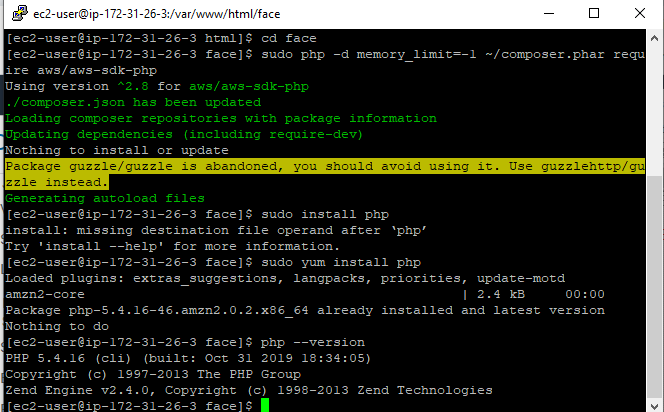 ec2-user@ip-172-31-26-3:/var/www/html/face
[ec2-user@ip-172-31-26-3 html]$ cd face
[ec2-user@ip-172-31-26-3 face]$ sudo php -d memory_limit=-1 ~/composer.phar requ
ire aws/aws-sdk-php
Using version ^2.8 for aws/aws-sdk-php
./composer.json has been updated
Loading composer repositories with package information
Updating dependencies (including require-dev)
Nothing to install or update
Package guzzle/guzzle is abandoned, you should avoid using it. Use guzzlehttp/gu
zzle instead.
Generating autoload files
[ec2-user@ip-172-31-26-3 face]$ sudo install php
install: missing destination file operand after ‘php’
Try 'install --help' for more information.
[ec2-user@ip-172-31-26-3 face]$ sudo yum install php
Loaded plugins: extras_suggestions, langpacks, priorities, update-motd
amzn2-core | 2.4 kB 00:00
Package php-5.4.16-46.amzn2.0.2.x86_64 already installed and latest version
Nothing to do
[ec2-user@ip-172-31-26-3 face]$ php --version
PHP 5.4.16 (cli) (built: Oct 31 2019 18:34:05)
Copyright (c) 1997-2013 The PHP Group
Zend Engine v2.4.0, Copyright (c) 1998-2013 Zend Technologies
[ec2-user@ip-172-31-26-3 face]$